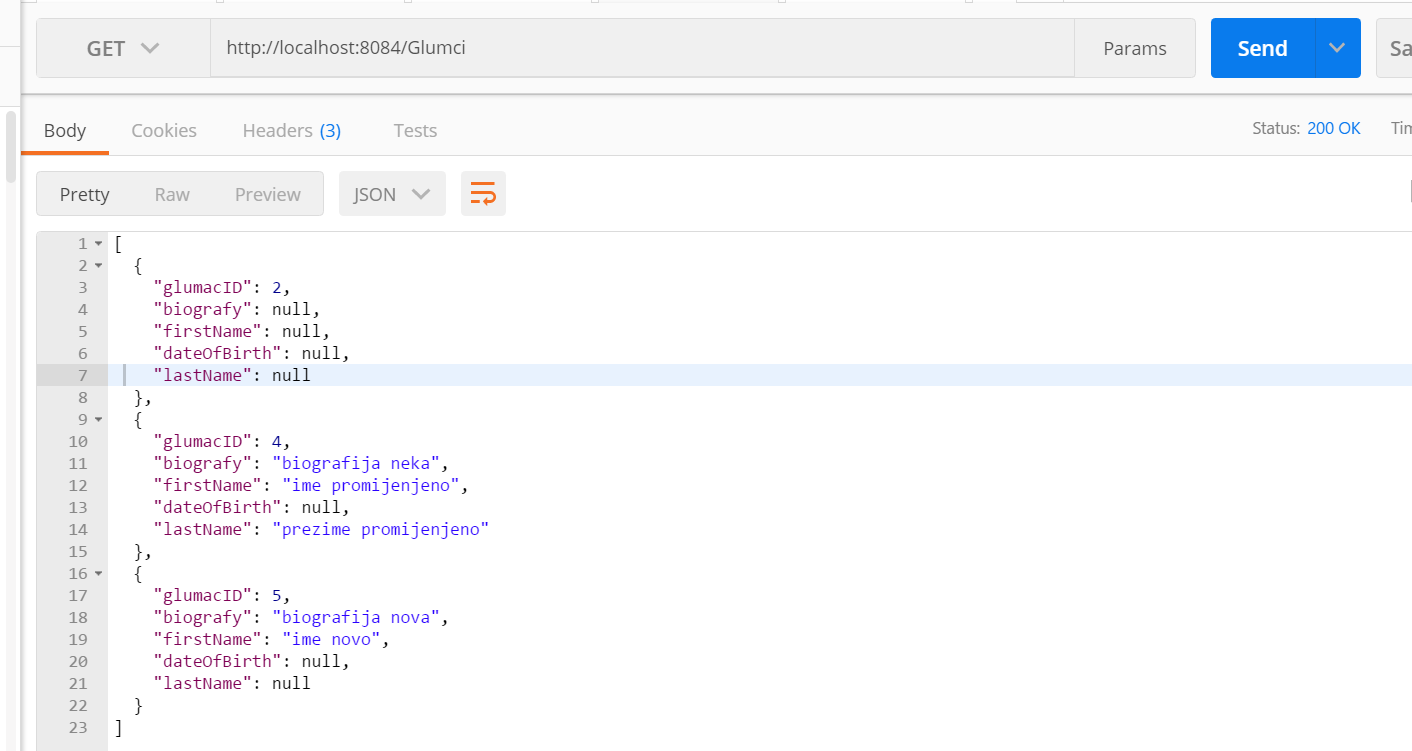 GET http://localhost:8084/Glumci Params Send Sa
Body Cookies Headers (3) Tests Status: 200 OK Tim
Pretty Raw Preview JSON
1 [
2 {
3 "glumacID": 2,
4 "biografy": null,
5 "firstName": null,
6 "dateOfBirth": null,
7 "lastName": null
8 },
9 {
10 "glumacID": 4,
11 "biografy": "biografija neka",
12 "firstName": "ime promijenjeno",
13 "dateOfBirth": null,
14 "lastName": "prezime promijenjeno"
15 },
16 {
17 "glumacID": 5,
18 "biografy": "biografija nova",
19 "firstName": "ime novo",
20 "dateOfBirth": null,
21 "lastName": null
22 }
23 ]